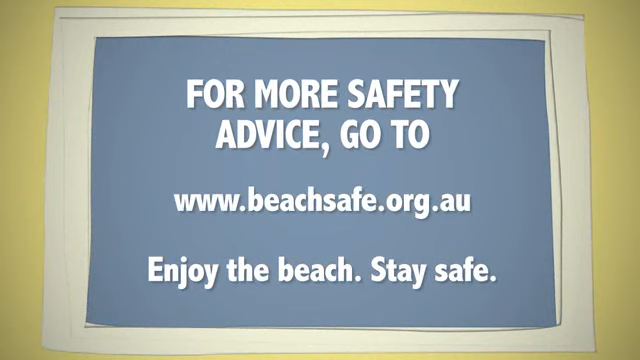 FOR MORE SAFETY
ADVICE, GO TO
www.beachsafe.org.au
Enjoy the beach. Stay safe.